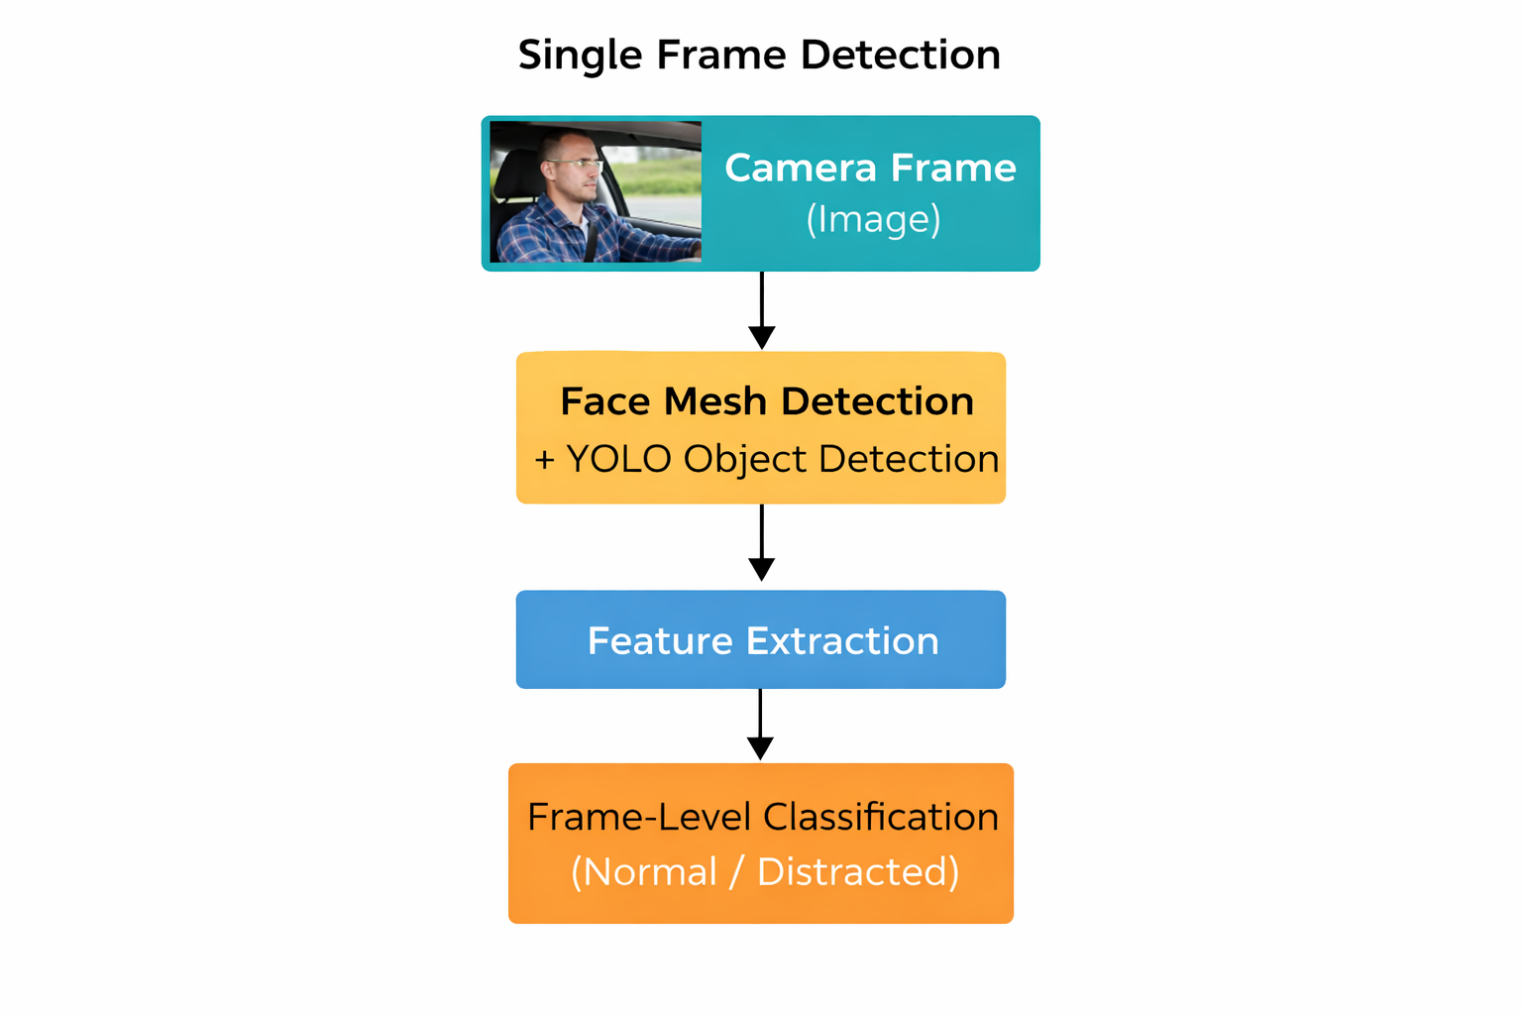 Single Frame Detection
Camera Frame
(Image)
Face Mesh Detection
+ YOLO Object Detection
Feature Extraction
Frame-Level Classification
(Normal / Distracted)